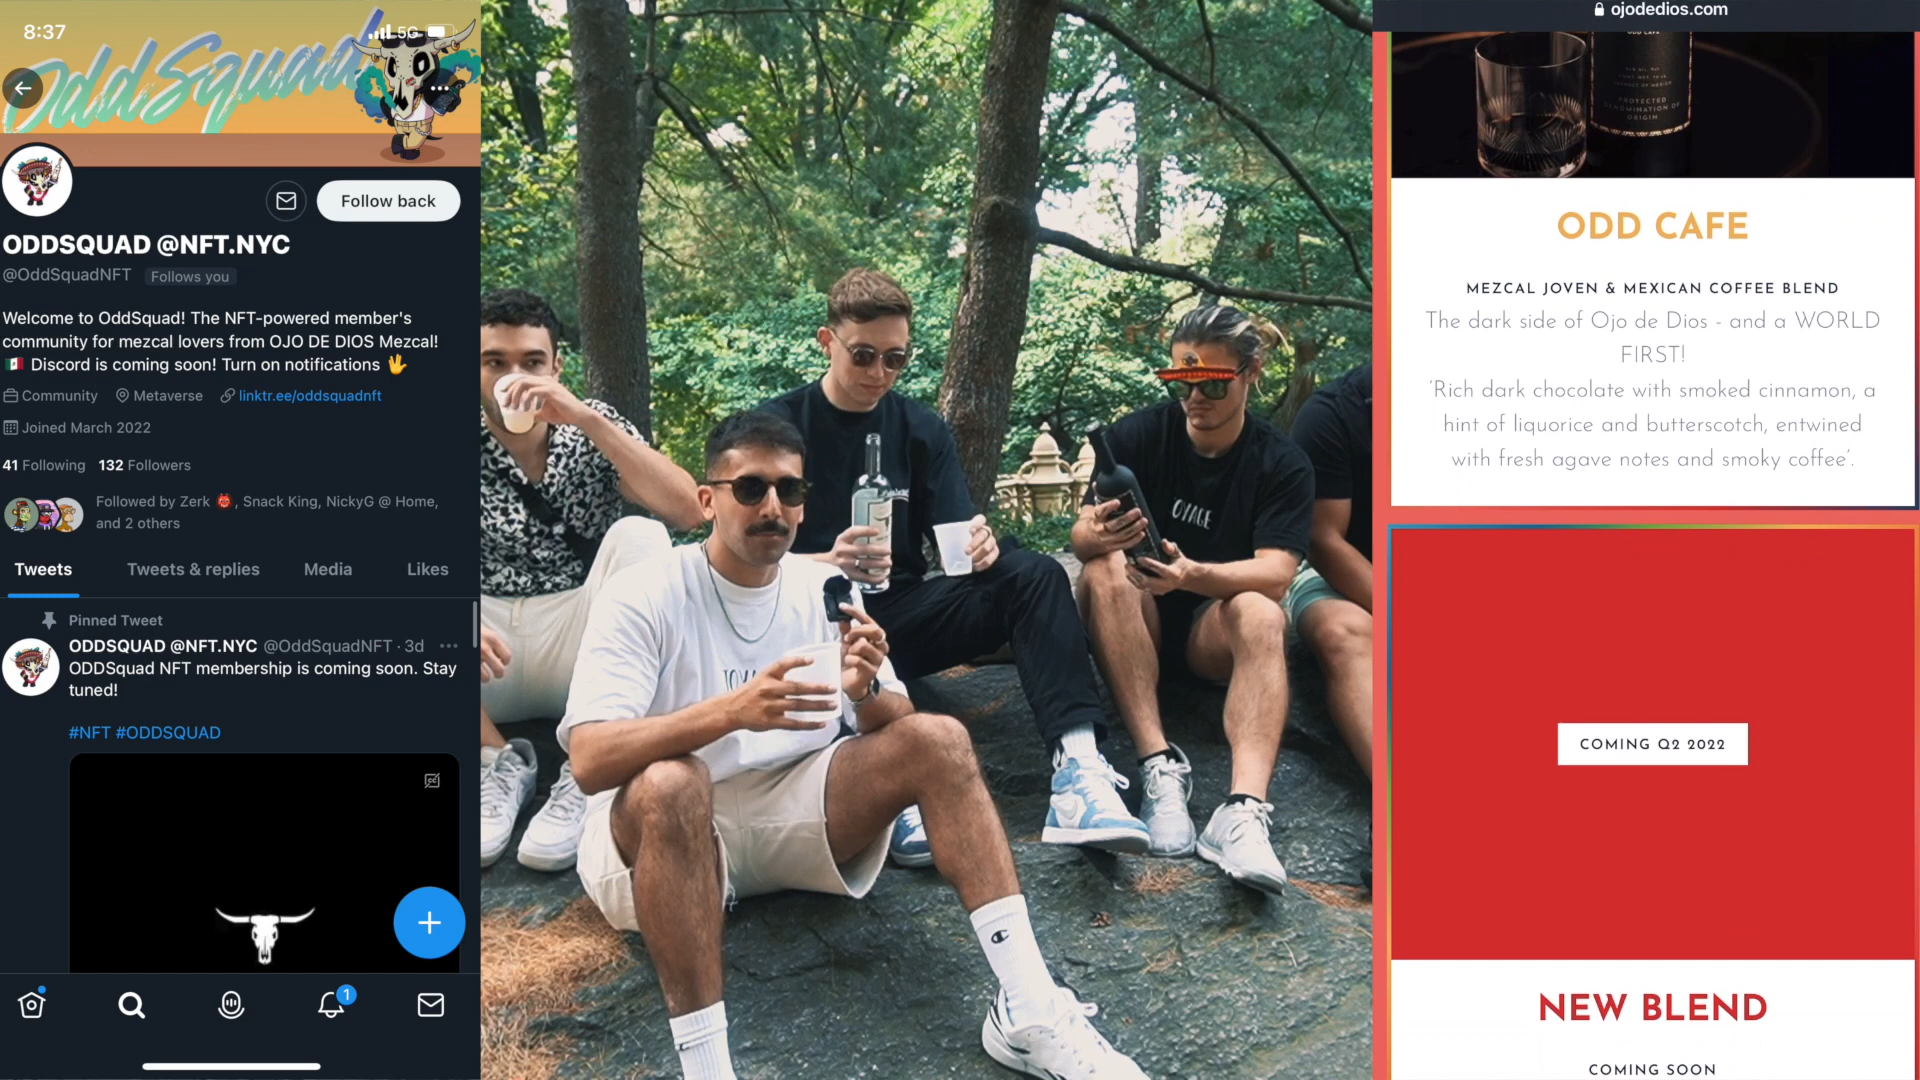 8:37
5G
OddSquad
Follow back
ODDSQUAD @NFT.NYC
@OddSquadNFT Follows you
Welcome to OddSquad! The NFT-powered member's
community for mezcal lovers from OJO DE DIOS Mezcal!
🇲🇽 Discord is coming soon! Turn on notifications 🖖
Community Metaverse linktr.ee/oddsquadnft
Joined March 2022
41 Following 132 Followers
Followed by Zerk 👹, Snack King, NickyG @ Home,
and 2 others
Tweets Tweets & replies Media Likes
Pinned Tweet
ODDSQUAD @NFT.NYC @OddSquadNFT · 3d
ODDSquad NFT membership is coming soon. Stay
tuned!
#NFT #ODDSQUAD
1
OYAGE
ojodedios.com
ODD CAFE
PROTECTED
DENOMINATION OF
ORIGIN
ODD CAFE
MEZCAL JOVEN & MEXICAN COFFEE BLEND
The dark side of Ojo de Dios - and a WORLD
FIRST!
'Rich dark chocolate with smoked cinnamon, a
hint of liquorice and butterscotch, entwined
with fresh agave notes and smoky coffee'.
COMING Q2 2022
NEW BLEND
COMING SOON